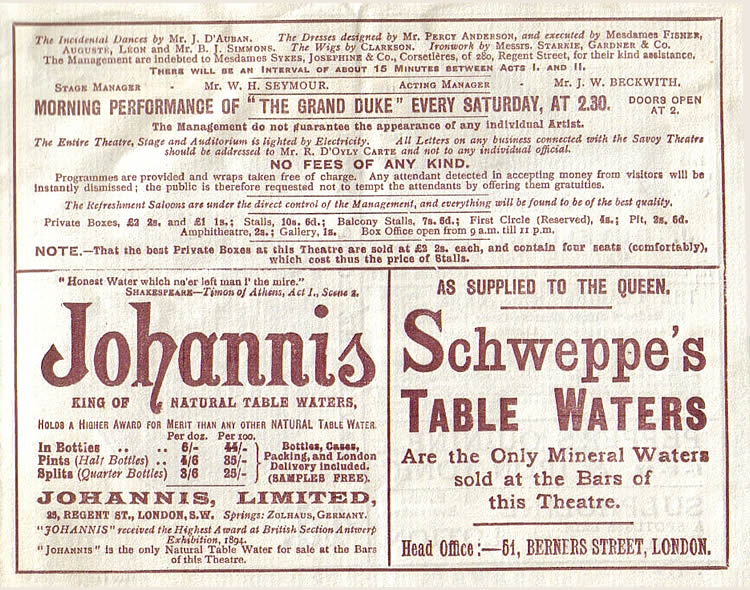 The Incidental Dances by Mr. J. D'Auban. The Dresses designed by Mr. Percy Anderson, and executed by Mesdames Fisher,
Auguste, Léon and Mr. B. J. Simmons. The Wigs by Clarkson. Ironwork by Messrs. Starkie, Gardner & Co.
The Management are indebted to Mesdames Sykes, Josephine & Co., Corsetières, of 280, Regent Street, for their kind assistance.
There will be an Interval of about 15 Minutes between Acts I. and II.
Stage Manager - Mr. W. H. SEYMOUR. Acting Manager - Mr. J. W. BECKWITH.
MORNING PERFORMANCE OF "THE GRAND DUKE" EVERY SATURDAY, AT 2.30. DOORS OPEN
AT 2.
The Management do not guarantee the appearance of any individual Artist.
The Entire Theatre, Stage and Auditorium is lighted by Electricity. All Letters on any business connected with the Savoy Theatre
should be addressed to Mr. R. D'Oyly Carte and not to any individual official.
NO FEES OF ANY KIND.
Programmes are provided and wraps taken free of charge. Any attendant detected in accepting money from visitors will be
instantly dismissed; the public is therefore requested not to tempt the attendants by offering them gratuities.
The Refreshment Saloons are under the direct control of the Management, and everything will be found to be of the best quality.
Private Boxes, £2 2s. and £1 1s.; Stalls, 10s. 6d.; Balcony Stalls, 7s. 6d.; First Circle (Reserved), 4s.; Pit, 2s. 6d.
Amphitheatre, 2s.; Gallery, 1s. Box Office open from 9 a.m. till 11 p.m.
NOTE.—That the best Private Boxes at this Theatre are sold at £2 2s. each, and contain four seats (comfortably),
which cost thus the price of Stalls.
"Honest Water which ne'er left man i' the mire."
Shakespeare—Timon of Athens, Act I., Scene 2.
Johannis
KING OF NATURAL TABLE WATERS,
Holds a Higher Award for Merit than any other NATURAL Table Water.
Per doz. Per 100.
In Bottles .. .. 6/- 44/-
Pints (Half Bottles) .. 4/6 35/-
Splits (Quarter Bottles) 3/6 25/-
Bottles, Cases,
Packing, and London
Delivery included.
(SAMPLES FREE).
JOHANNIS, LIMITED,
25, REGENT ST., LONDON, S.W. Springs: Zolhaus, Germany.
"JOHANNIS" received the Highest Award at British Section Antwerp
Exhibition, 1894.
"Johannis" is the only Natural Table Water for sale at the Bars
of this Theatre.
AS SUPPLIED TO THE QUEEN.
Schweppe's
TABLE WATERS
Are the Only Mineral Waters
sold at the Bars of
this Theatre.
Head Office:—51, BERNERS STREET, LONDON.